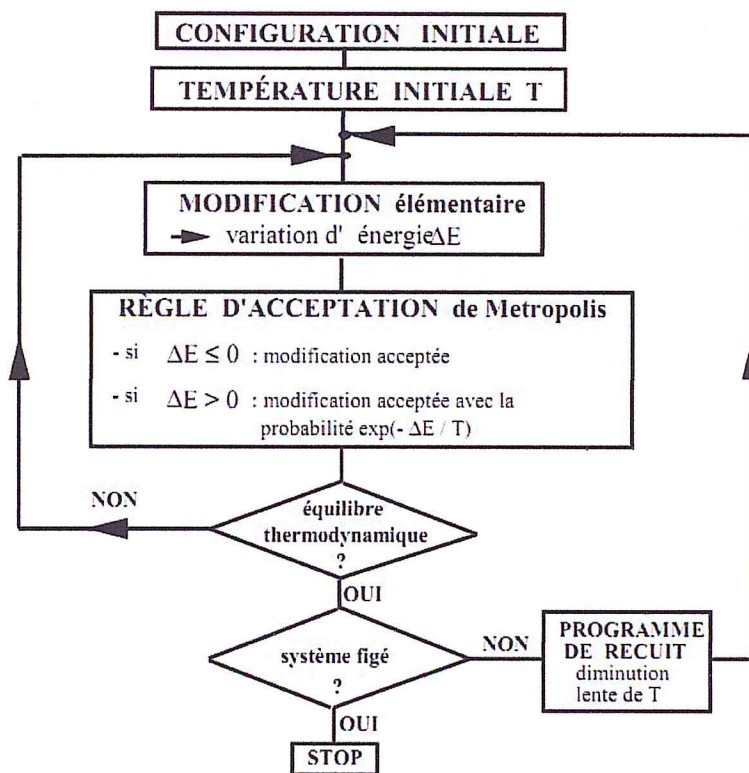 CONFIGURATION INITIALE
TEMPÉRATURE INITIALE T
MODIFICATION élémentaire
variation d' énergieΔE
RÈGLE D'ACCEPTATION de Metropolis
- si ΔE ≤ 0 : modification acceptée
- si ΔE > 0 : modification acceptée avec la
probabilité exp(- ΔE / T)
NON
équilibre
thermodynamique
?
OUI
système figé
?
NON
PROGRAMME
DE RECUIT
diminution
lente de T
OUI
STOP